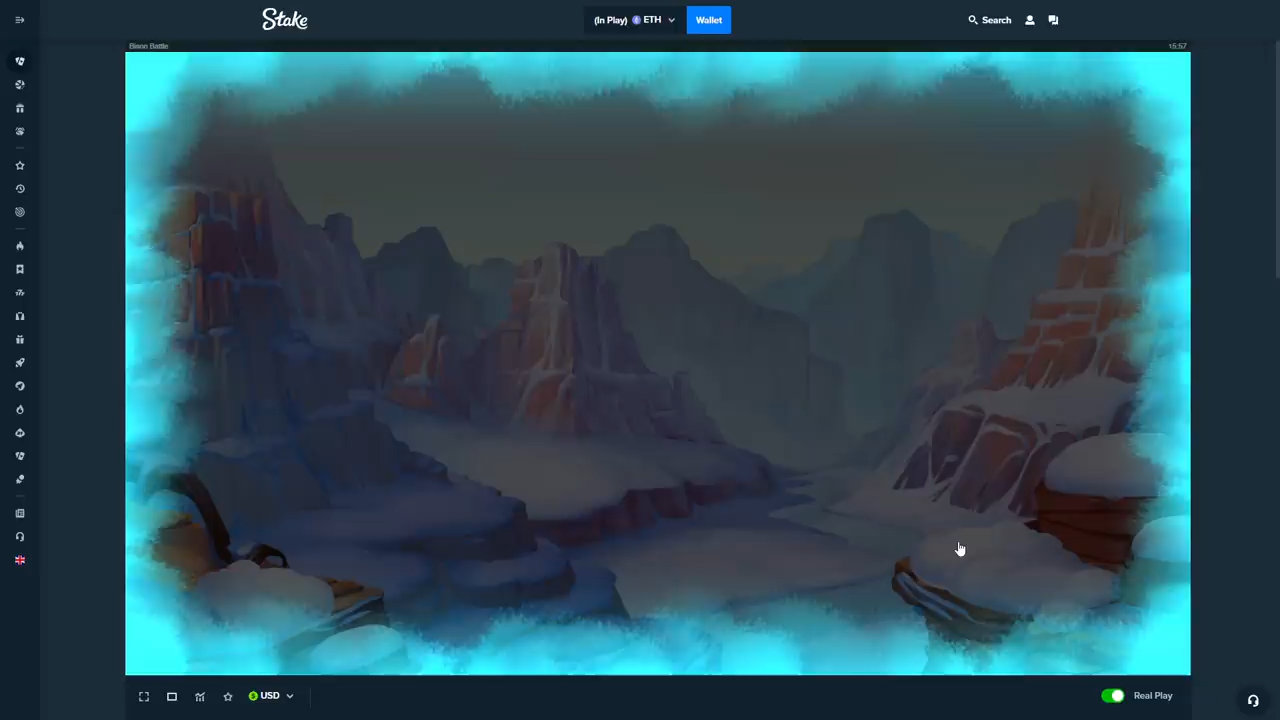 Stake
(In Play) ETH
Wallet
Search
Bison Battle
15:57
USD
Real Play